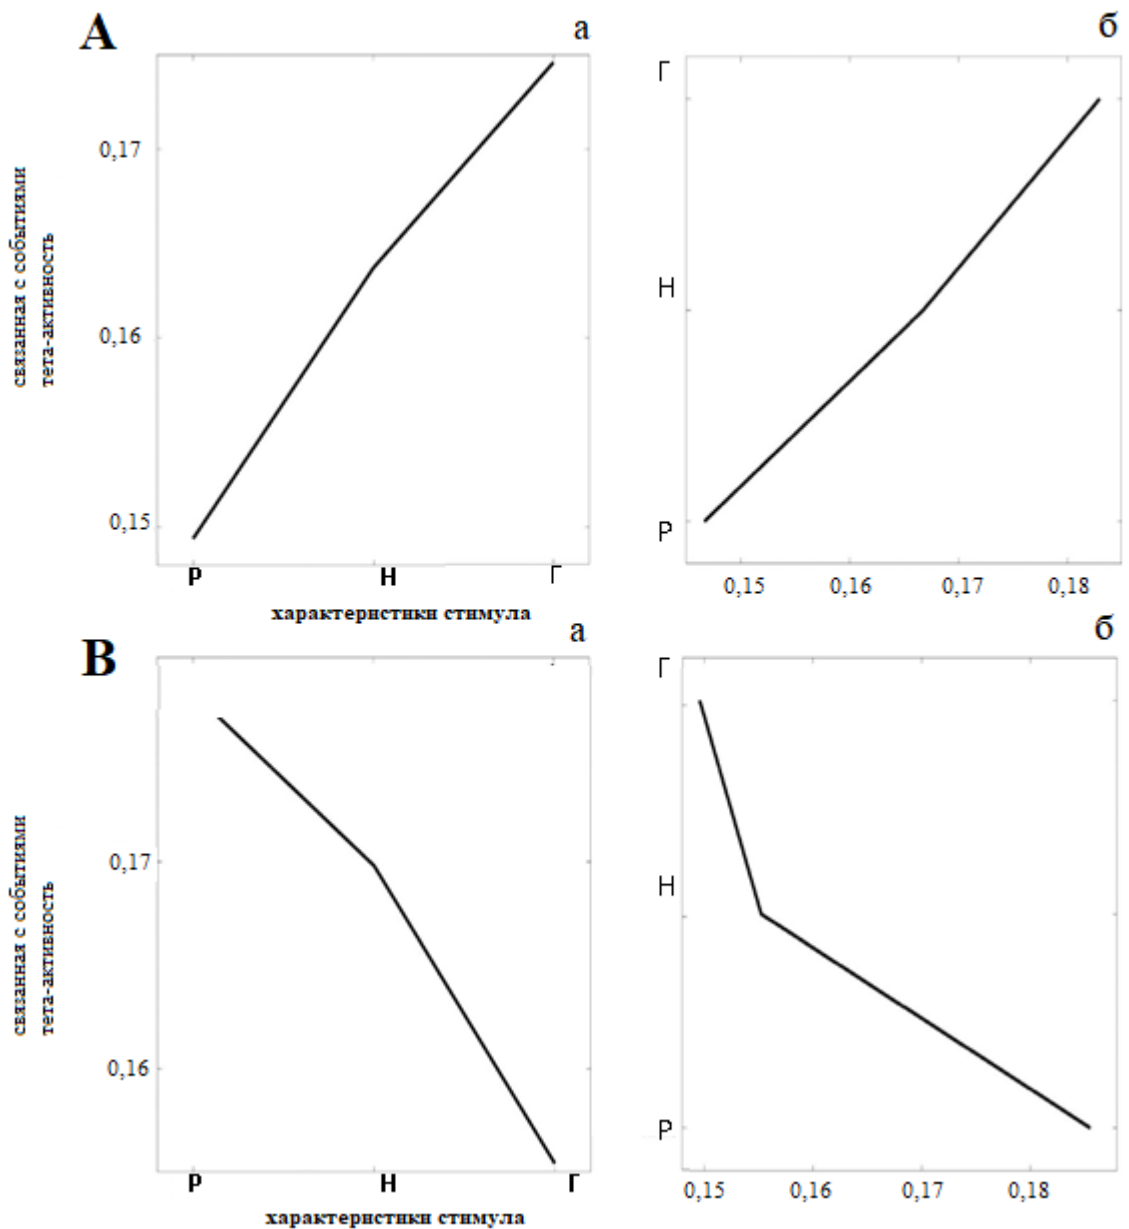 А
а
связанная с событиями
тета-активность
0,17
0,16
0,15
Р Н Г
характеристики стимула
б
Г
Н
Р
0,15 0,16 0,17 0,18
В
а
связанная с событиями
тета-активность
0,17
0,16
Р Н Г
характеристики стимула
б
Г
Н
Р
0,15 0,16 0,17 0,18